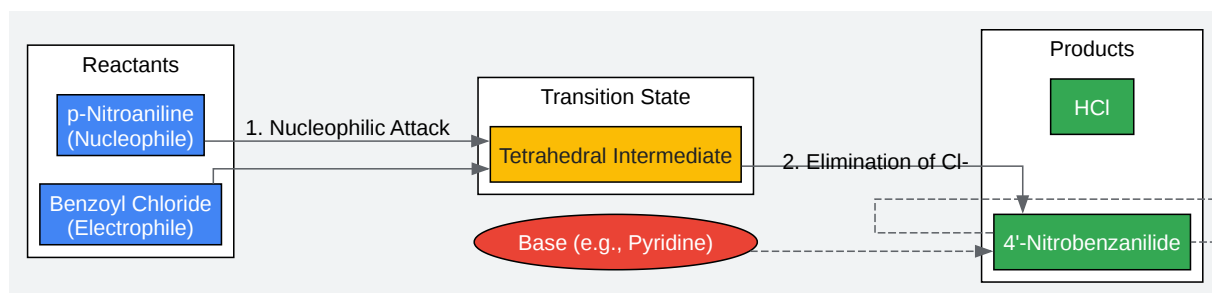 Reactants
p-Nitroaniline
(Nucleophile)
Benzoyl Chloride
(Electrophile)
1. Nucleophilic Attack
Transition State
Tetrahedral Intermediate
Base (e.g., Pyridine)
2. Elimination of Cl-
Products
HCl
4'-Nitrobenzanilide